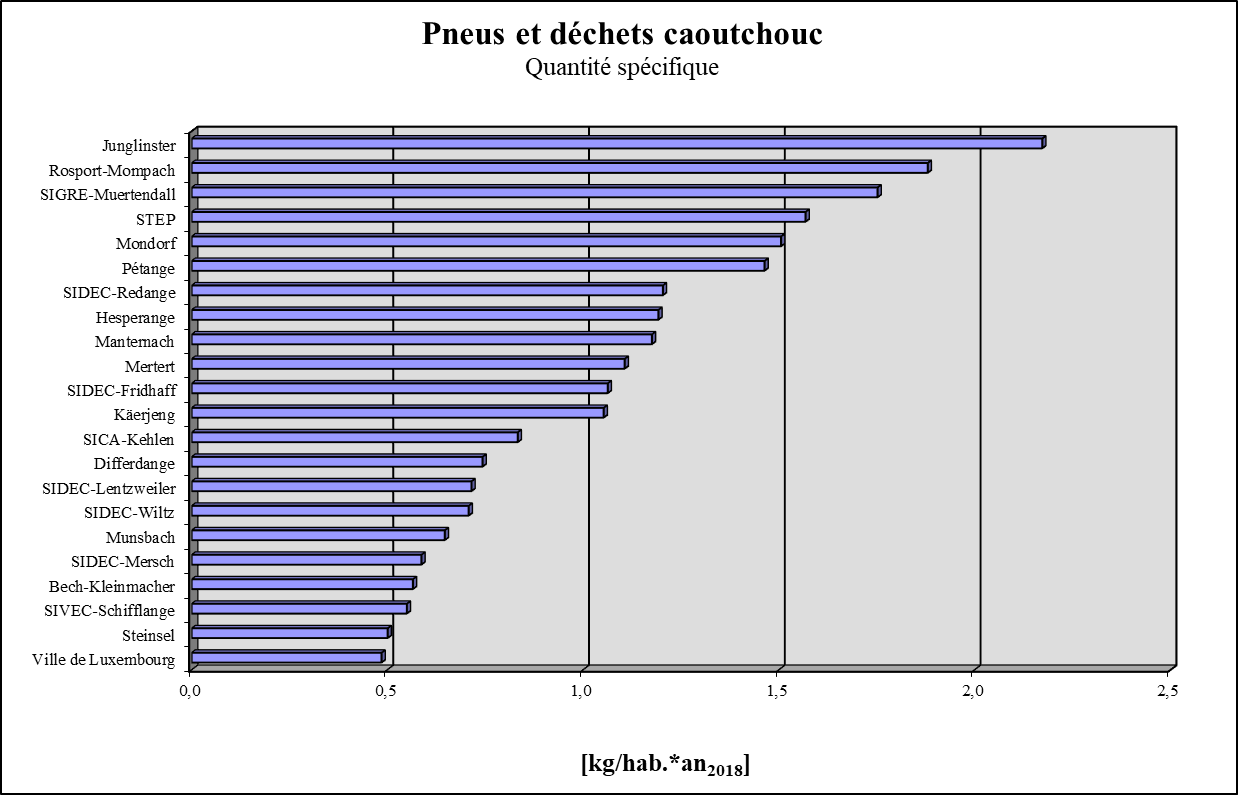 Pneus et déchets caoutchouc
Quantité spécifique
Junglinster
Rosport-Mompach
SIGRE-Muertendall
STEP
Mondorf
Pétange
SIDEC-Redange
Hesperange
Manternach
Mertert
SIDEC-Fridhaff
Käerjeng
SICA-Kehlen
Differdange
SIDEC-Lentzweiler
SIDEC-Wiltz
Munsbach
SIDEC-Mersch
Bech-Kleinmacher
SIVEC-Schifflange
Steinsel
Ville de Luxembourg
0,0 0,5 1,0 1,5 2,0 2,5
[kg/hab.*an2018]